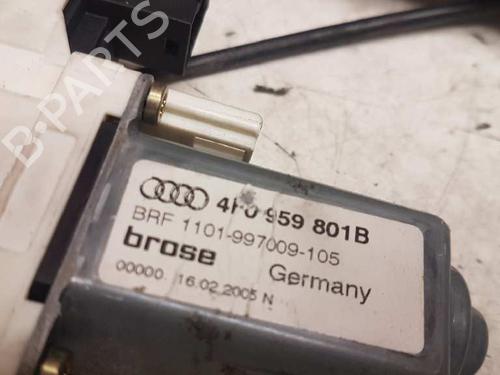 B-PARTS
4F0 959 801B
BRF 1101-997009-105
brose
Germany
00000 16.02.2005 N